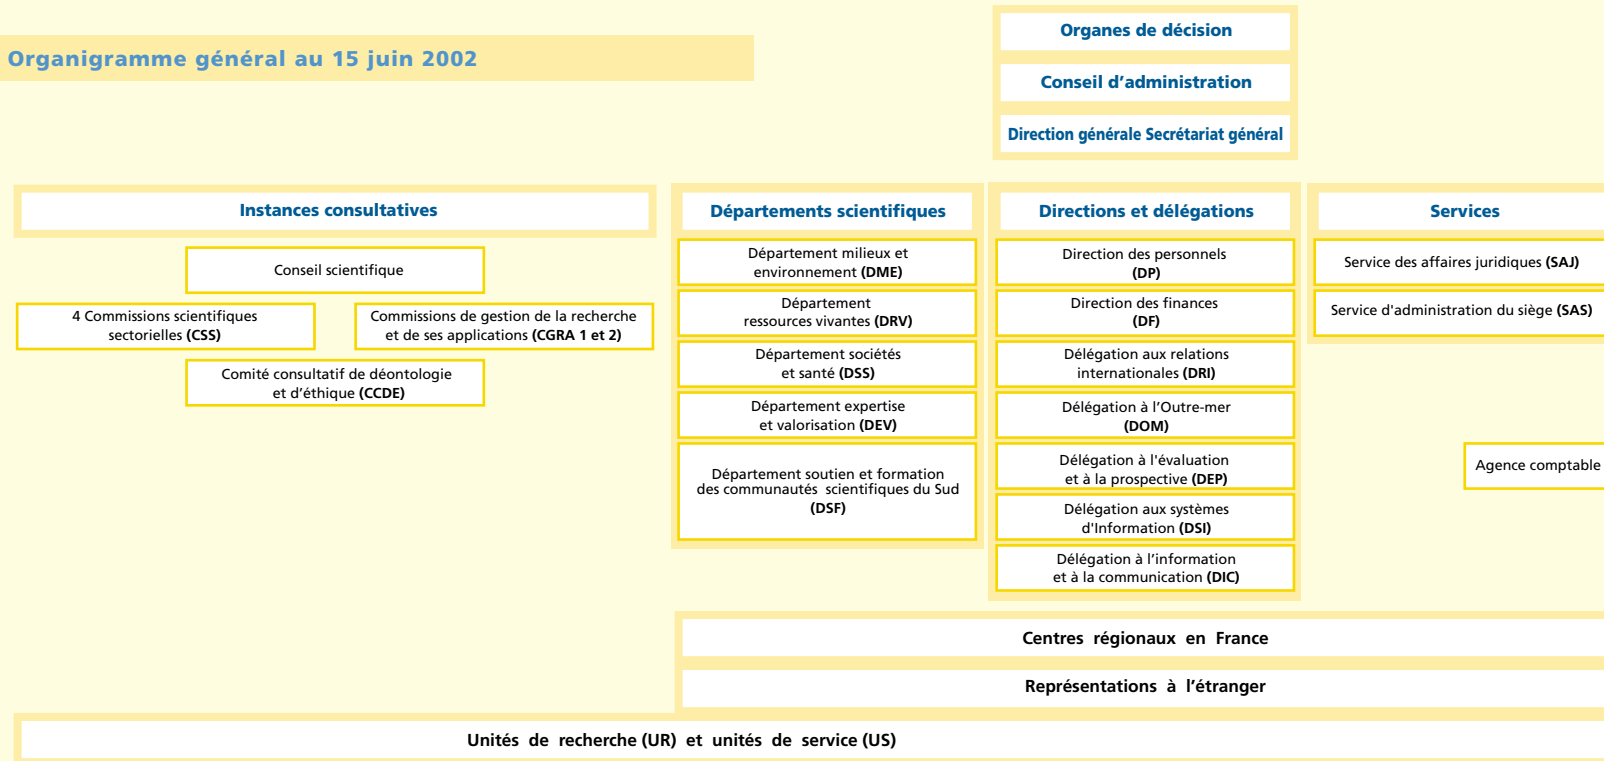 Organigramme général au 15 juin 2002
Organes de décision
Conseil d’administration
Direction générale Secrétariat général
Instances consultatives
Conseil scientifique
4 Commissions scientifiques
sectorielles (CSS)
Commissions de gestion de la recherche
et de ses applications (CGRA 1 et 2)
Comité consultatif de déontologie
et d’éthique (CCDE)
Départements scientifiques
Département milieux et
environnement (DME)
Département
ressources vivantes (DRV)
Département sociétés
et santé (DSS)
Département expertise
et valorisation (DEV)
Département soutien et formation
des communautés scientifiques du Sud
(DSF)
Directions et délégations
Direction des personnels
(DP)
Direction des finances
(DF)
Délégation aux relations
internationales (DRI)
Délégation à l’Outre-mer
(DOM)
Délégation à l'évaluation
et à la prospective (DEP)
Délégation aux systèmes
d'Information (DSI)
Délégation à l’information
et à la communication (DIC)
Services
Service des affaires juridiques (SAJ)
Service d'administration du siège (SAS)
Agence comptable
Centres régionaux en France
Représentations à l’étranger
Unités de recherche (UR) et unités de service (US)